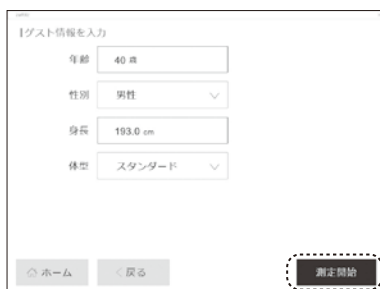 ゲスト情報を入力
年齢 40 歳
性別 男性
身長 193.0 cm
体型 スタンダード
ホーム 戻る 測定開始